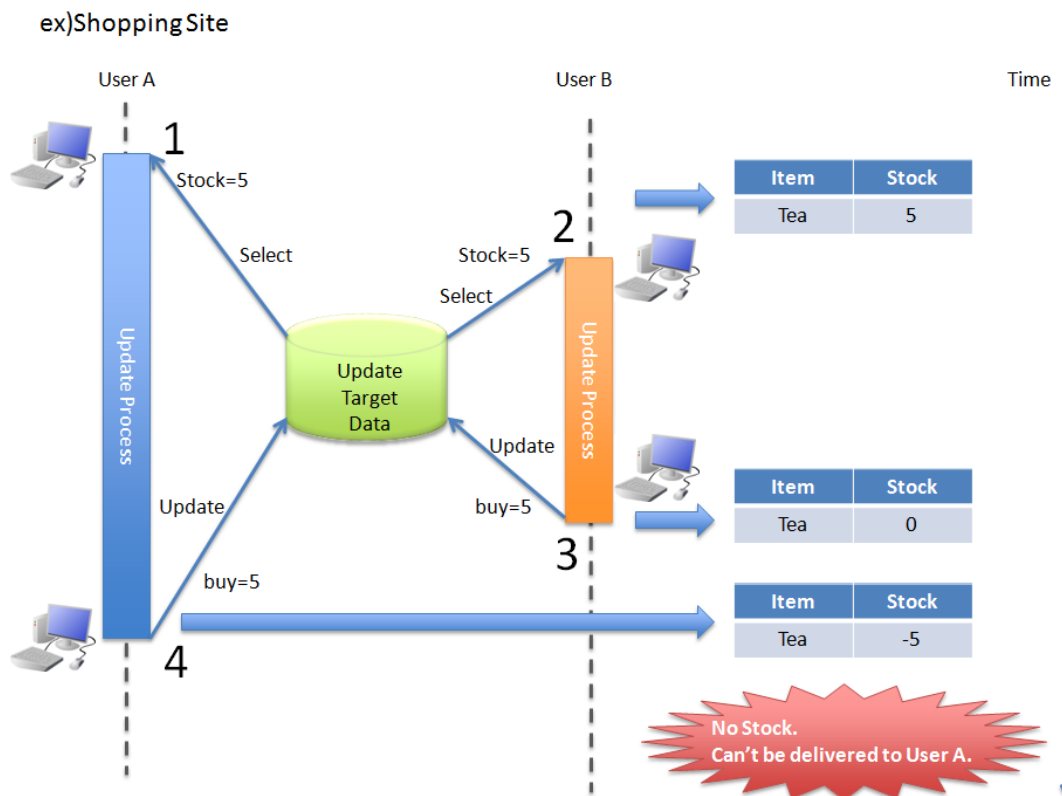 ex)Shopping Site
User A
User B
Time
1
Stock=5
Select
2
Stock=5
Select
Item Stock
Tea 5
Update Process
Update
Target
Data
Update Process
Update
buy=5
3
Item Stock
Tea 0
Update
buy=5
4
Item Stock
Tea -5
No Stock.
Can't be delivered to User A.